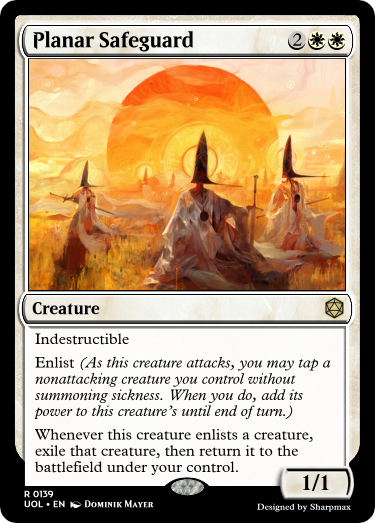 Planar Safeguard 2
Creature
Indestructible
Enlist (As this creature attacks, you may tap a
nonattacking creature you control without
summoning sickness. When you do, add its
power to this creature's until end of turn.)
Whenever this creature enlists a creature,
exile that creature, then return it to the
battlefield under your control.
1/1
R 0139
UOL • EN Dominik Mayer
Designed by Sharpmax